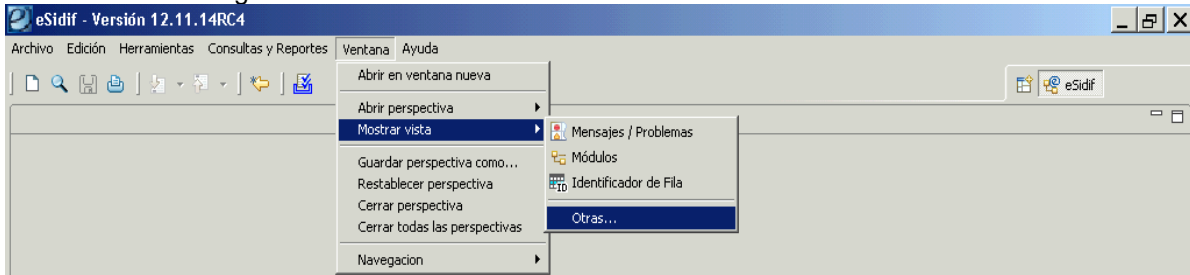 eSidif - Versión 12.11.14RC4
Archivo Edición Herramientas Consultas y Reportes Ventana Ayuda
Abrir en ventana nueva
eSidif
Abrir perspectiva
Mostrar vista
Mensajes / Problemas
Módulos
Guardar perspectiva como...
Restablecer perspectiva
Identificador de Fila
Cerrar perspectiva
Otras...
Cerrar todas las perspectivas
Navegacion